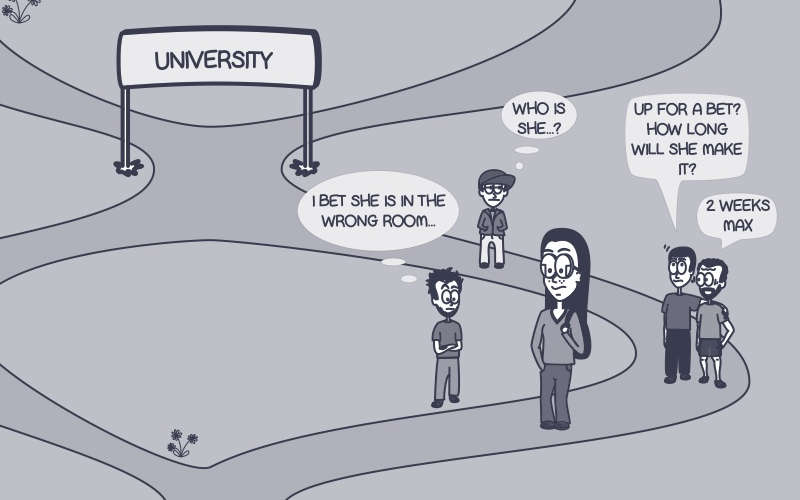 UNIVERSITY
WHO IS
SHE...?
UP FOR A BET?
HOW LONG
WILL SHE MAKE
IT?
2 WEEKS
MAX
I BET SHE IS IN THE
WRONG ROOM...